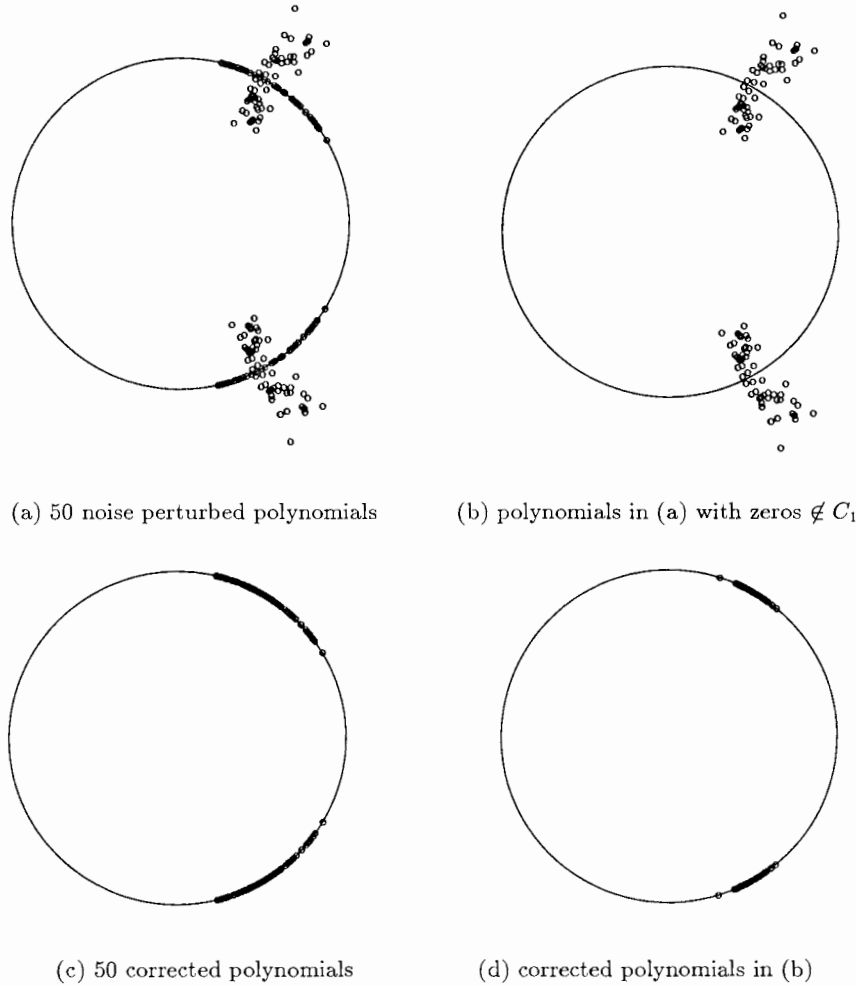 (a) 50 noise perturbed polynomials
(b) polynomials in (a) with zeros ∉ C₁
(c) 50 corrected polynomials
(d) corrected polynomials in (b)